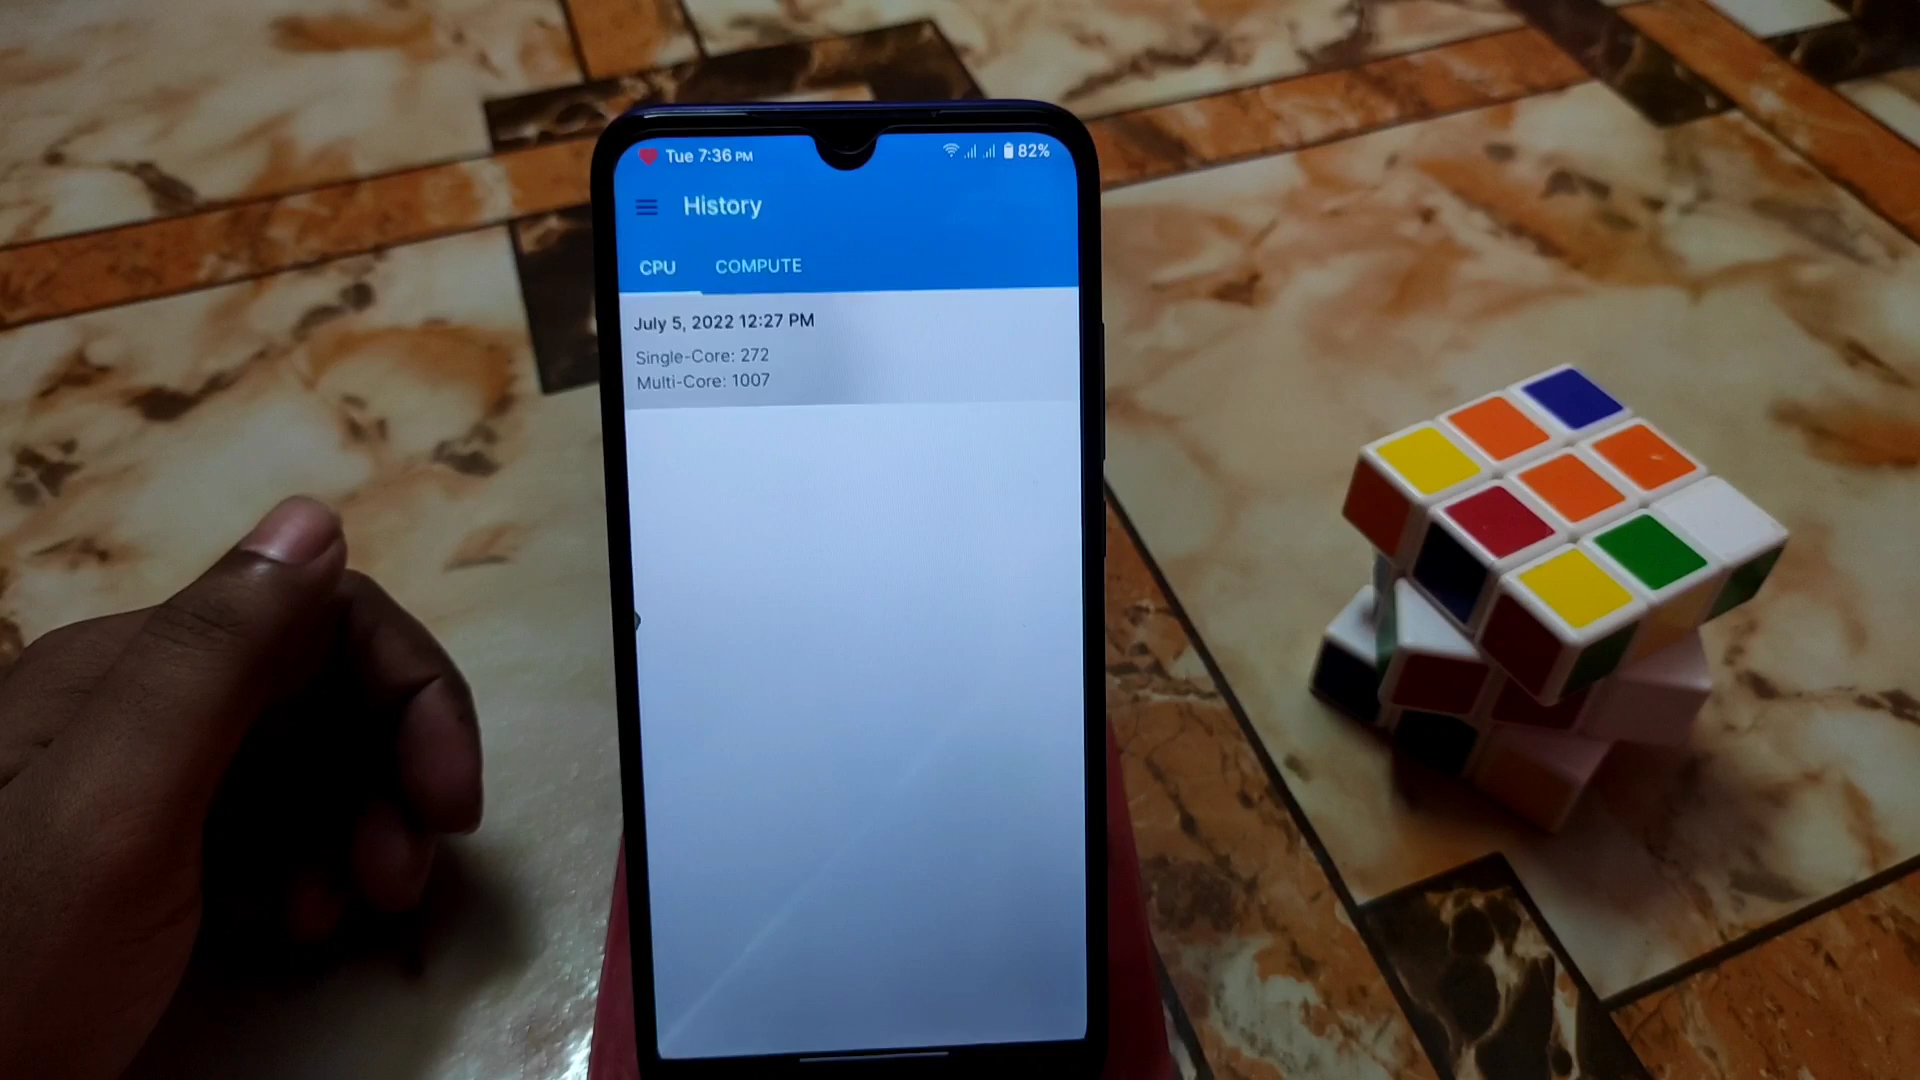 Tue 7:36 PM 82%
History
CPU COMPUTE
July 5, 2022 12:27 PM
Single-Core: 272
Multi-Core: 1007